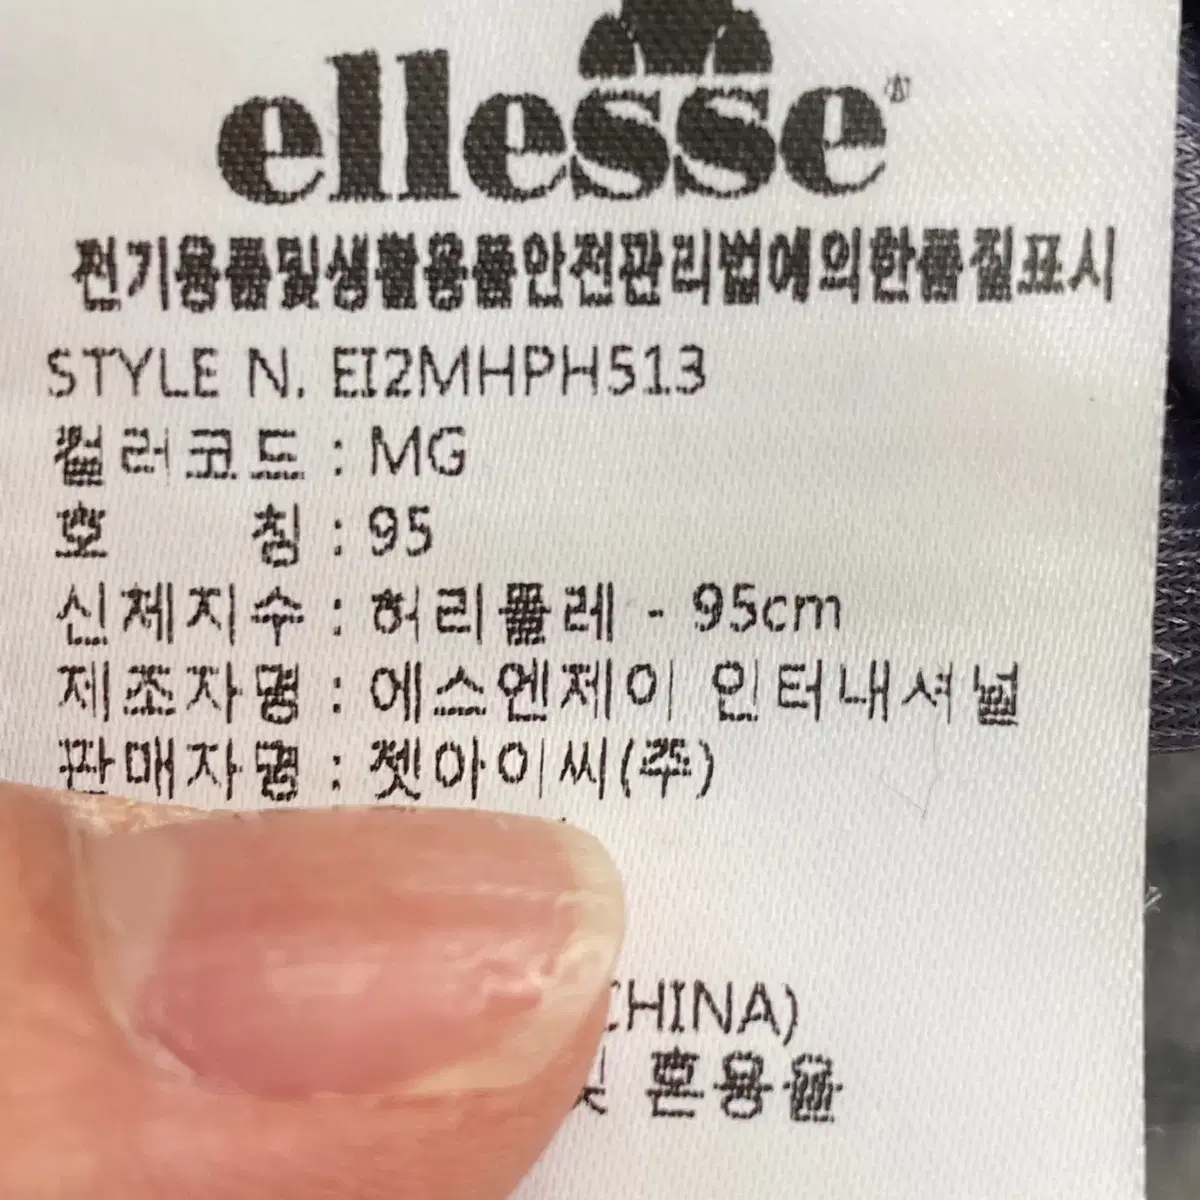 ellesse
전기용품및생활용품안전관리법에의한품질표시
STYLE N. EI2MHPH513
컬러코드 : MG
호 칭 : 95
신체지수 : 허리둘레 - 95cm
제조자명 : 에스엔제이 인터내셔널
판매자명 : 젯아이씨(주)
CHINA)
및 혼용율